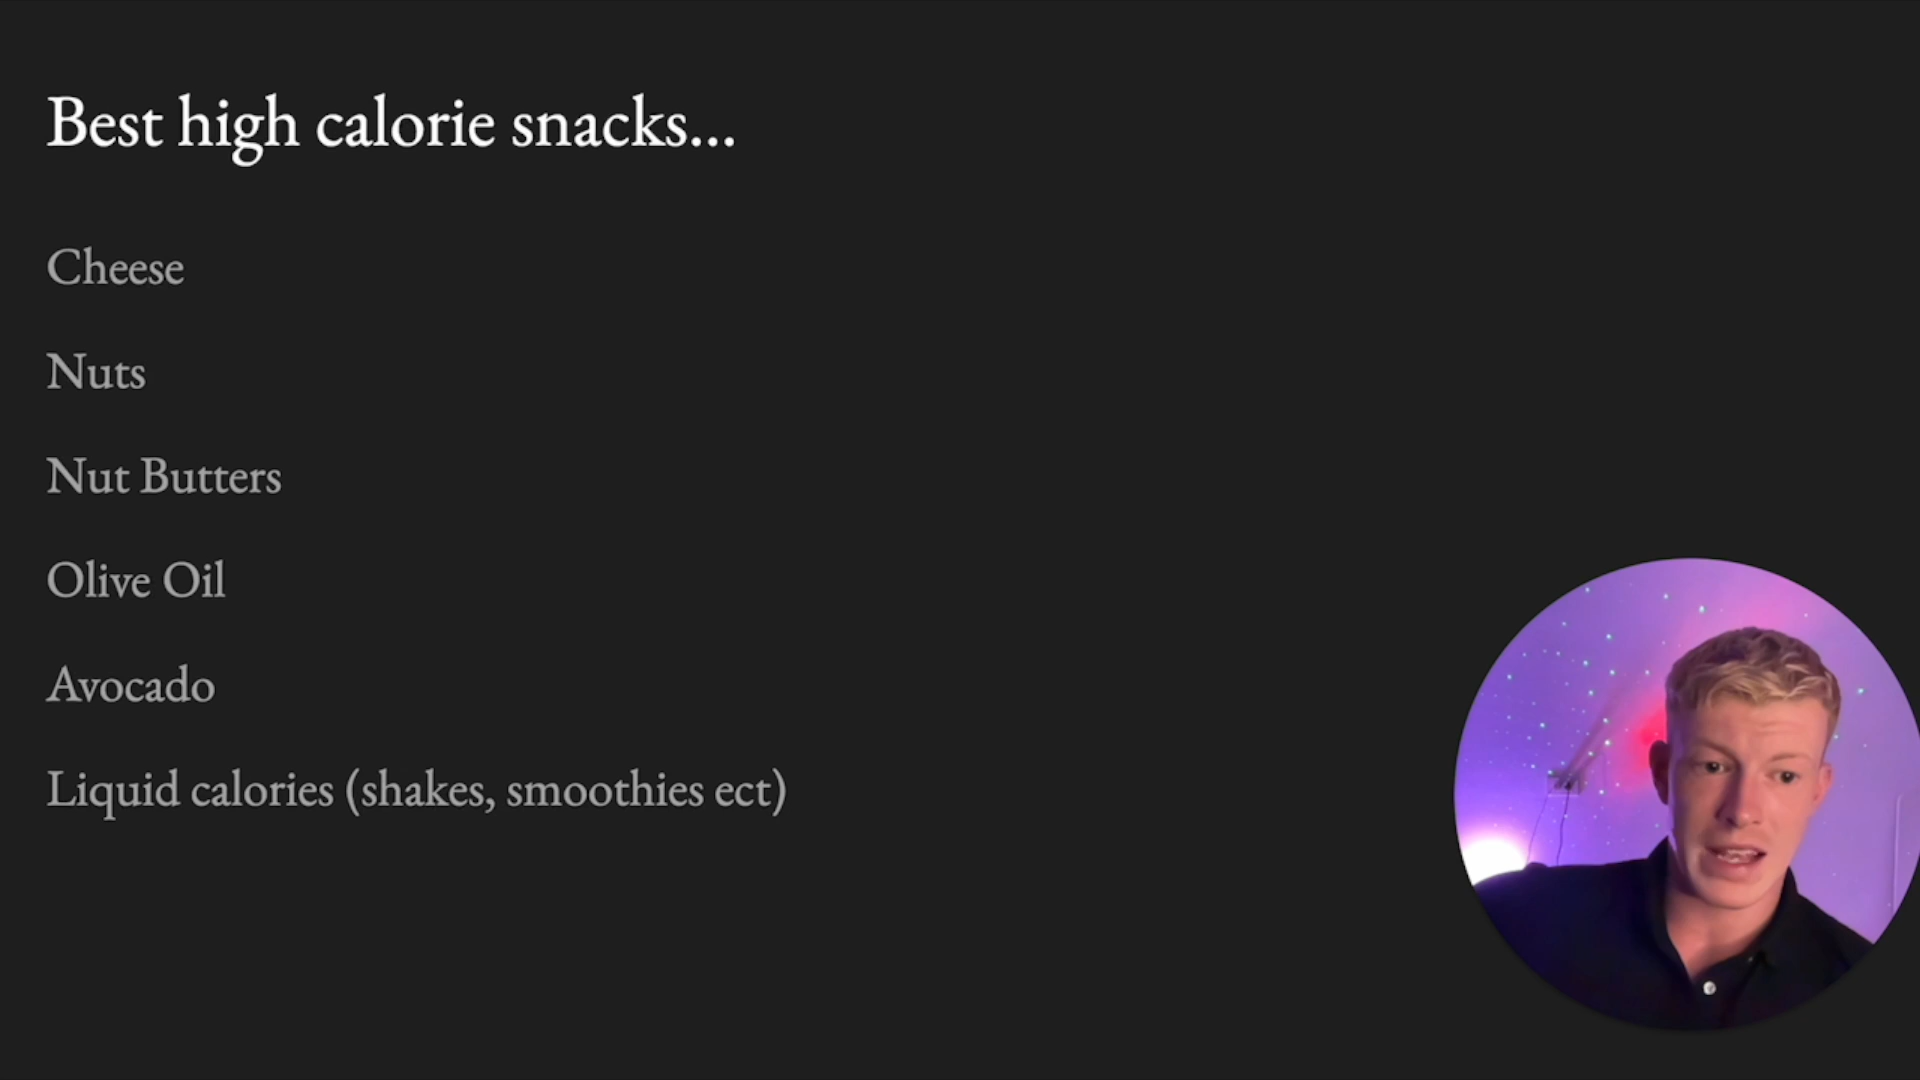 Best high calorie snacks...
Cheese
Nuts
Nut Butters
Olive Oil
Avocado
Liquid calories (shakes, smoothies ect)